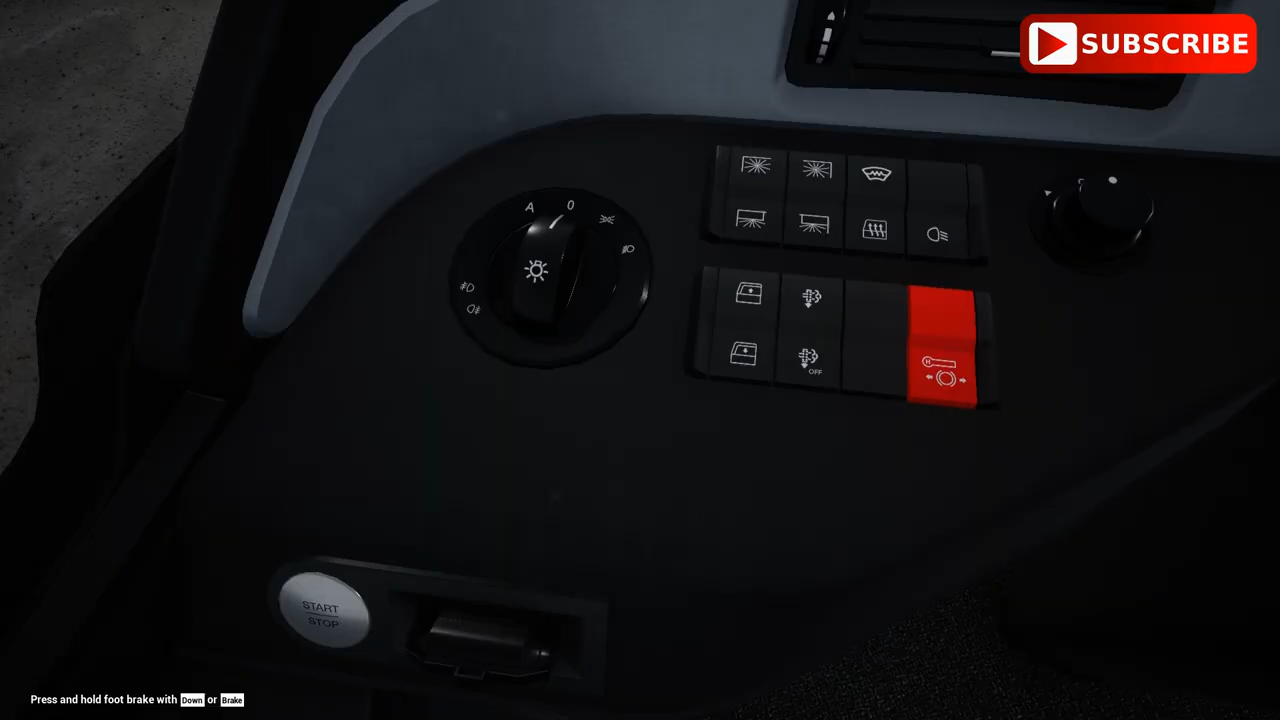 SUBSCRIBE
A 0
H
OFF
START
STOP
Press and hold foot brake with Down or Brake